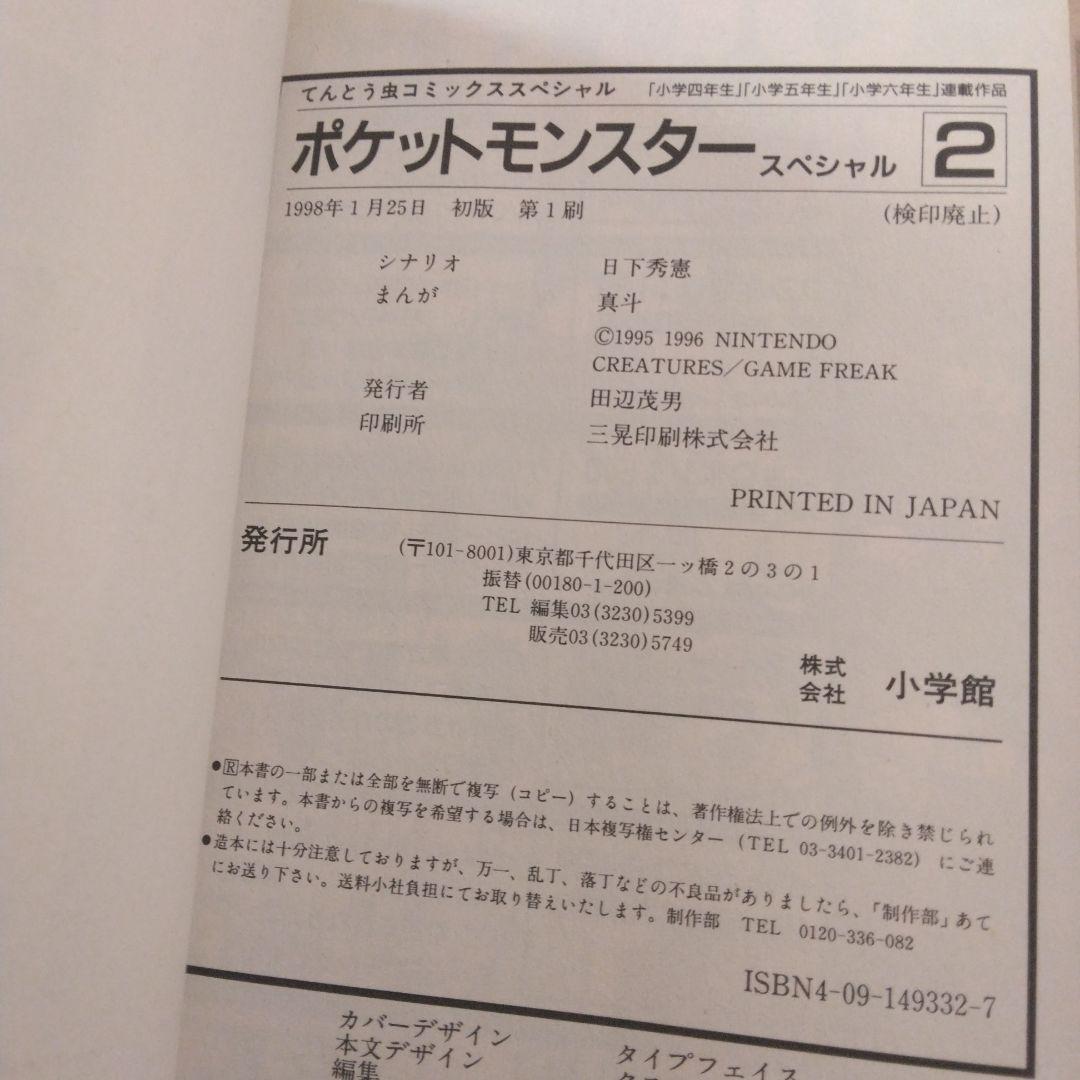 てんとう虫コミックススペシャル 「小学四年生」「小学五年生」「小学六年生」連載作品
ポケットモンスター スペシャル 2
1998年1月25日 初版 第1刷 (検印廃止)
シナリオ 日下秀憲
まんが 真斗
©1995 1996 NINTENDO
CREATURES/GAME FREAK
発行者 田辺茂男
印刷所 三晃印刷株式会社
PRINTED IN JAPAN
発行所 (〒101-8001)東京都千代田区一ッ橋2の3の1
振替(00180-1-200)
TEL 編集03(3230)5399
販売03(3230)5749
株式会社 小学館
●Ⓡ本書の一部または全部を無断で複写(コピー)することは、著作権法上での例外を除き禁じられ
ています。本書からの複写を希望する場合は、日本複写権センター(TEL 03-3401-2382)にご連
絡ください。
●造本には十分注意しておりますが、万一、乱丁、落丁などの不良品がありましたら、「制作部」あて
にお送り下さい。送料小社負担にてお取り替えいたします。制作部 TEL 0120-336-082
ISBN4-09-149332-7
カバーデザイン
本文デザイン タイプフェイス
編集